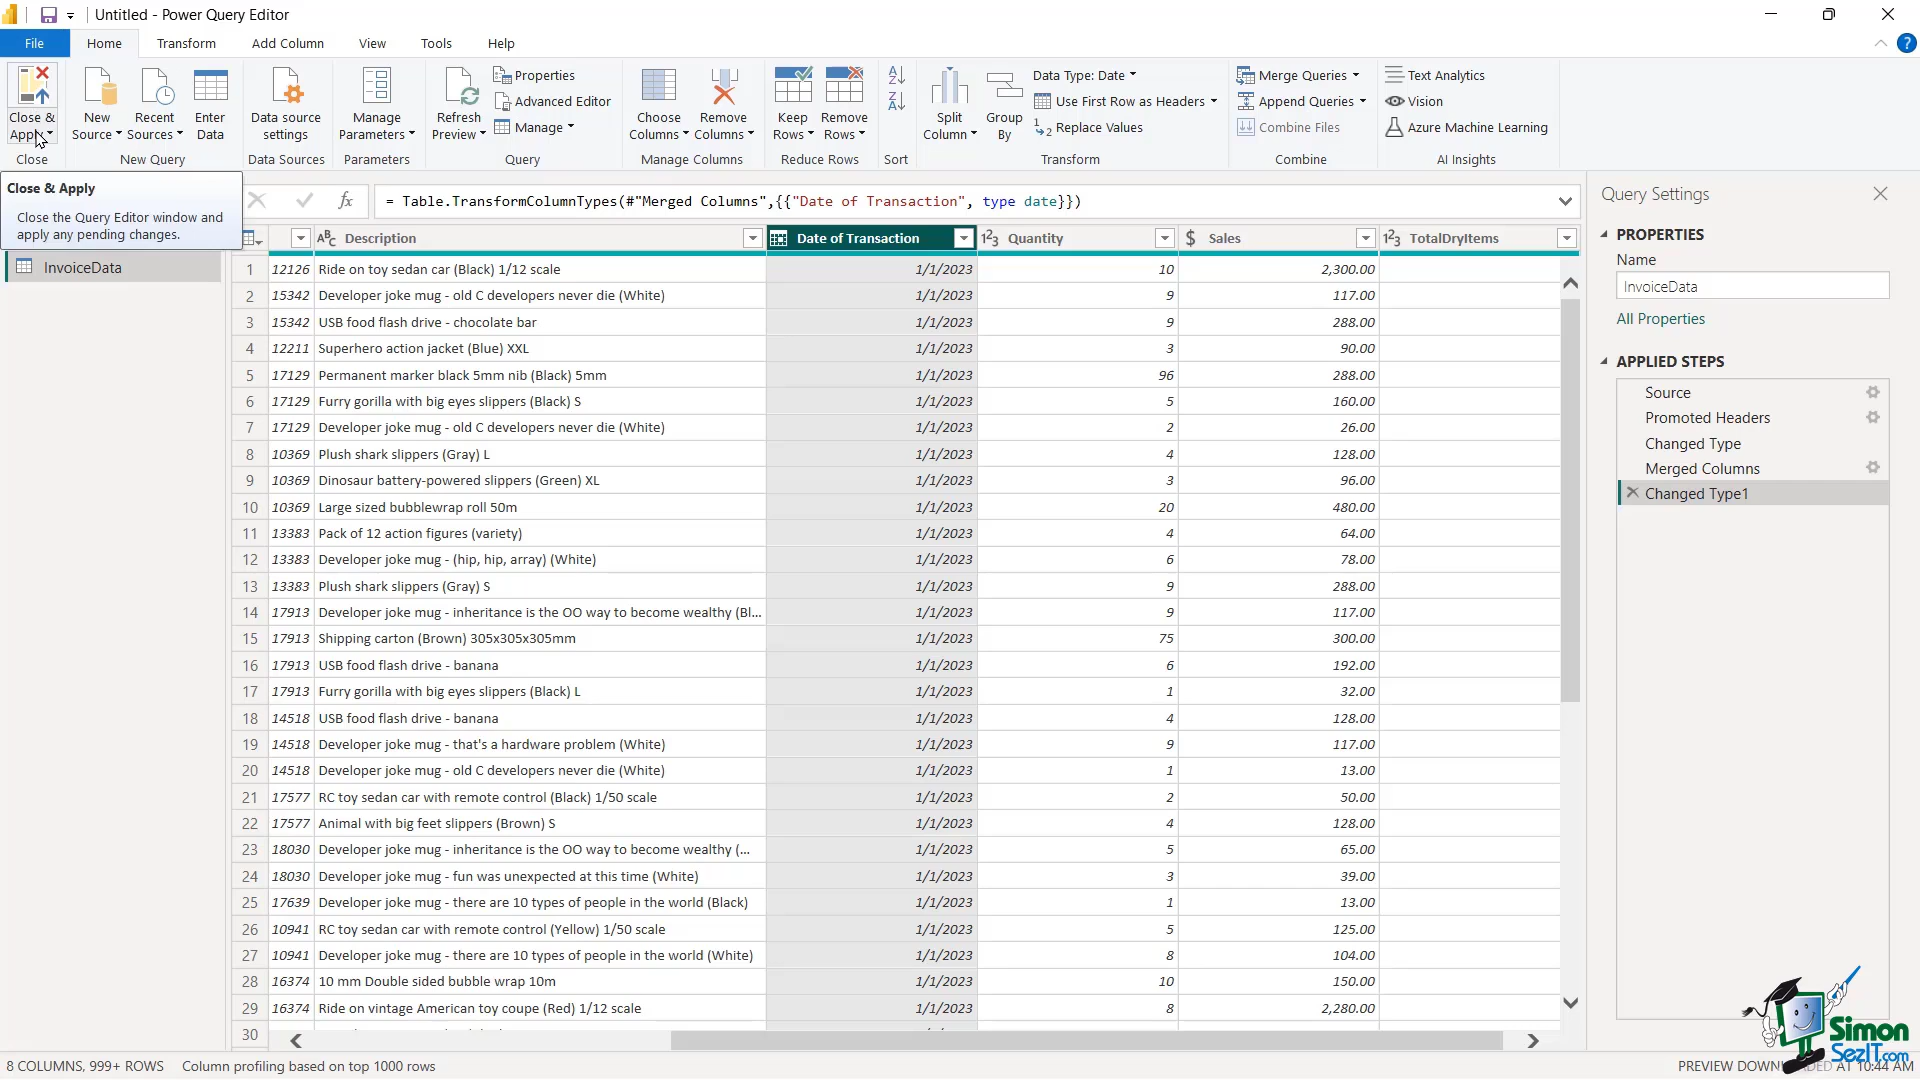 Untitled - Power Query Editor
File Home Transform Add Column View Tools Help
Close & Apply
New Source
Recent Sources
Enter Data
Data source settings
Manage Parameters
Refresh Preview
Properties
Advanced Editor
Manage
Choose Columns
Remove Columns
Keep Rows
Remove Rows
Split Column
Group By
Data Type: Date
Use First Row as Headers
Replace Values
Merge Queries
Append Queries
Combine Files
Text Analytics
Vision
Azure Machine Learning
Close New Query Data Sources Parameters Query Manage Columns Reduce Rows Sort Transform Combine AI Insights
Close & Apply
Close the Query Editor window and
apply any pending changes.
InvoiceData
fx = Table.TransformColumnTypes(#"Merged Columns",{{"Date of Transaction", type date}})
Description Date of Transaction Quantity Sales TotalDryItems
1 12126 Ride on toy sedan car (Black) 1/12 scale 1/1/2023 10 2,300.00
2 15342 Developer joke mug - old C developers never die (White) 1/1/2023 9 117.00
3 15342 USB food flash drive - chocolate bar 1/1/2023 9 288.00
4 12211 Superhero action jacket (Blue) XXL 1/1/2023 3 90.00
5 17129 Permanent marker black 5mm nib (Black) 5mm 1/1/2023 96 288.00
6 17129 Furry gorilla with big eyes slippers (Black) S 1/1/2023 5 160.00
7 17129 Developer joke mug - old C developers never die (White) 1/1/2023 2 26.00
8 10369 Plush shark slippers (Gray) L 1/1/2023 4 128.00
9 10369 Dinosaur battery-powered slippers (Green) XL 1/1/2023 3 96.00
10 10369 Large sized bubblewrap roll 50m 1/1/2023 20 480.00
11 13383 Pack of 12 action figures (variety) 1/1/2023 4 64.00
12 13383 Developer joke mug - (hip, hip, array) (White) 1/1/2023 6 78.00
13 13383 Plush shark slippers (Gray) S 1/1/2023 9 288.00
14 17913 Developer joke mug - inheritance is the OO way to become wealthy (Bl... 1/1/2023 9 117.00
15 17913 Shipping carton (Brown) 305x305x305mm 1/1/2023 75 300.00
16 17913 USB food flash drive - banana 1/1/2023 6 192.00
17 17913 Furry gorilla with big eyes slippers (Black) L 1/1/2023 1 32.00
18 14518 USB food flash drive - banana 1/1/2023 4 128.00
19 14518 Developer joke mug - that's a hardware problem (White) 1/1/2023 9 117.00
20 14518 Developer joke mug - old C developers never die (White) 1/1/2023 1 13.00
21 17577 RC toy sedan car with remote control (Black) 1/50 scale 1/1/2023 2 50.00
22 17577 Animal with big feet slippers (Brown) S 1/1/2023 4 128.00
23 18030 Developer joke mug - inheritance is the OO way to become wealthy (... 1/1/2023 5 65.00
24 18030 Developer joke mug - fun was unexpected at this time (White) 1/1/2023 3 39.00
25 17639 Developer joke mug - there are 10 types of people in the world (Black) 1/1/2023 1 13.00
26 10941 RC toy sedan car with remote control (Yellow) 1/50 scale 1/1/2023 5 125.00
27 10941 Developer joke mug - there are 10 types of people in the world (White) 1/1/2023 8 104.00
28 16374 10 mm Double sided bubble wrap 10m 1/1/2023 10 150.00
29 16374 Ride on vintage American toy coupe (Red) 1/12 scale 1/1/2023 8 2,280.00
30
Query Settings
PROPERTIES
Name
InvoiceData
All Properties
APPLIED STEPS
Source
Promoted Headers
Changed Type
Merged Columns
Changed Type1
Simon
SezIT.com
8 COLUMNS, 999+ ROWS Column profiling based on top 1000 rows
PREVIEW AT 10:44 AM